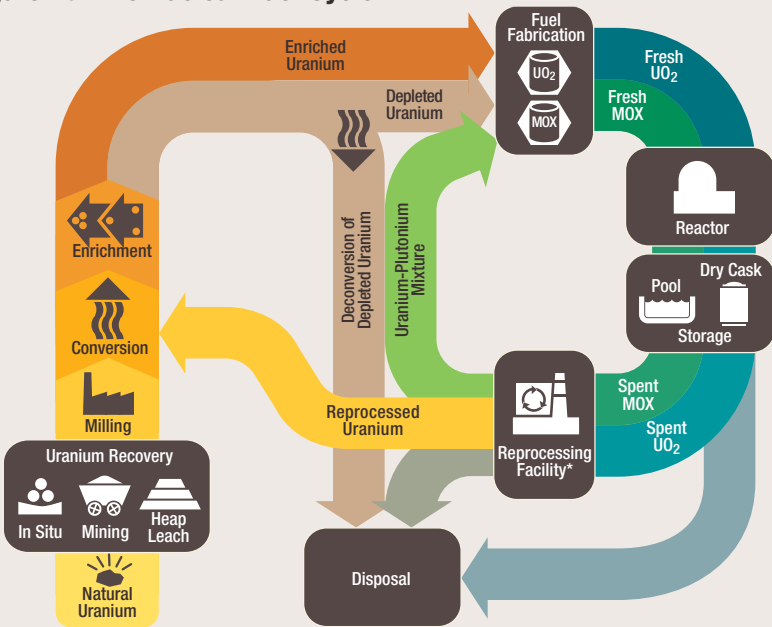 Fuel
Fabrication
UO₂
MOX
Enriched
Uranium
Depleted
Uranium
Fresh
UO₂
Fresh
MOX
Reactor
Enrichment
Deconversion of
Depleted Uranium
Uranium-Plutonium
Mixture
Pool
Dry Cask
Storage
Conversion
Milling
Reprocessed
Uranium
Reprocessing
Facility*
Spent
MOX
Spent
UO₂
Uranium Recovery
In Situ
Mining
Heap
Leach
Disposal
Natural
Uranium